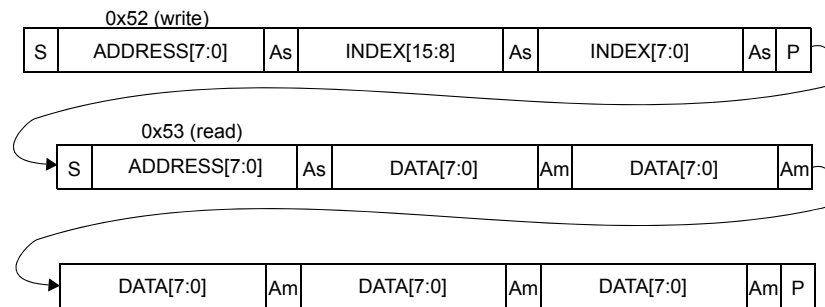 0x52 (write)
S ADDRESS[7:0] As INDEX[15:8] As INDEX[7:0] As P
0x53 (read)
S ADDRESS[7:0] As DATA[7:0] Am DATA[7:0] Am
DATA[7:0] Am DATA[7:0] Am DATA[7:0] Am P